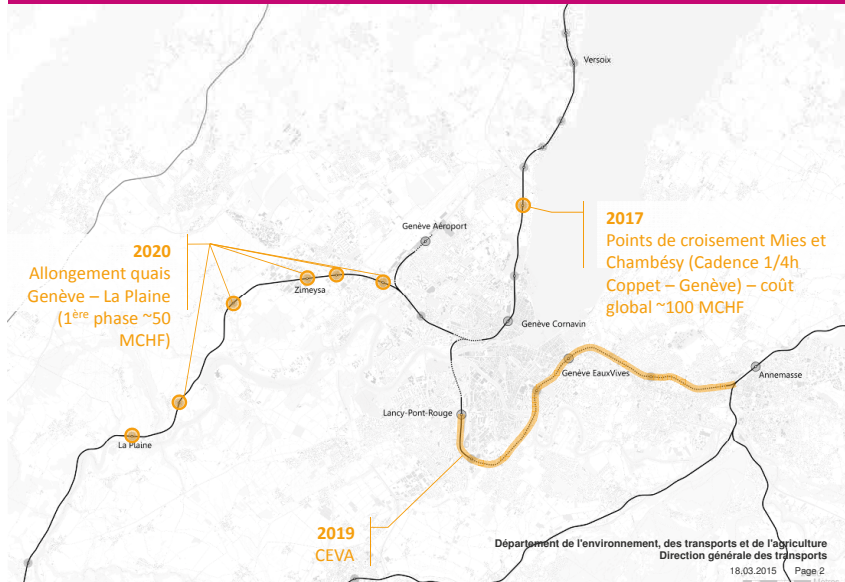 Versoix
Genève Aéroport
2017
Points de croisement Mies et
Chambésy (Cadence 1/4h
Coppet – Genève) – coût
global ~100 MCHF
2020
Allongement quais
Genève – La Plaine
(1ère phase ~50
MCHF)
Zimeysa
Genève Cornavin
Genève EauxVives
Annemasse
Lancy-Pont-Rouge
La Plaine
2019
CEVA
Département de l'environnement, des transports et de l'agriculture
Direction générale des transports
18.03.2015 Page 2